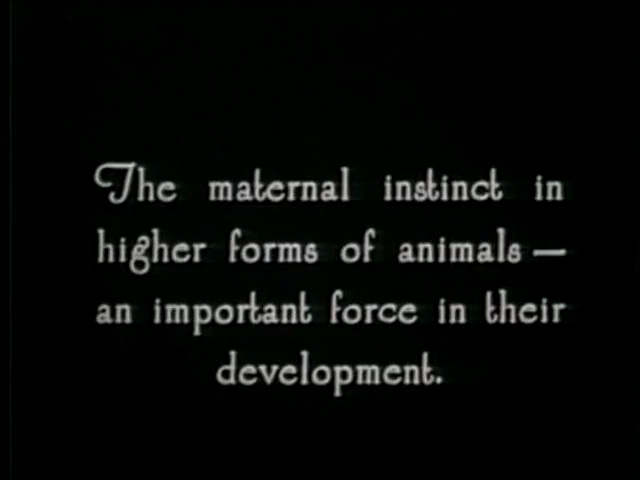 The maternal instinct in
higher forms of animals —
an important force in their
development.